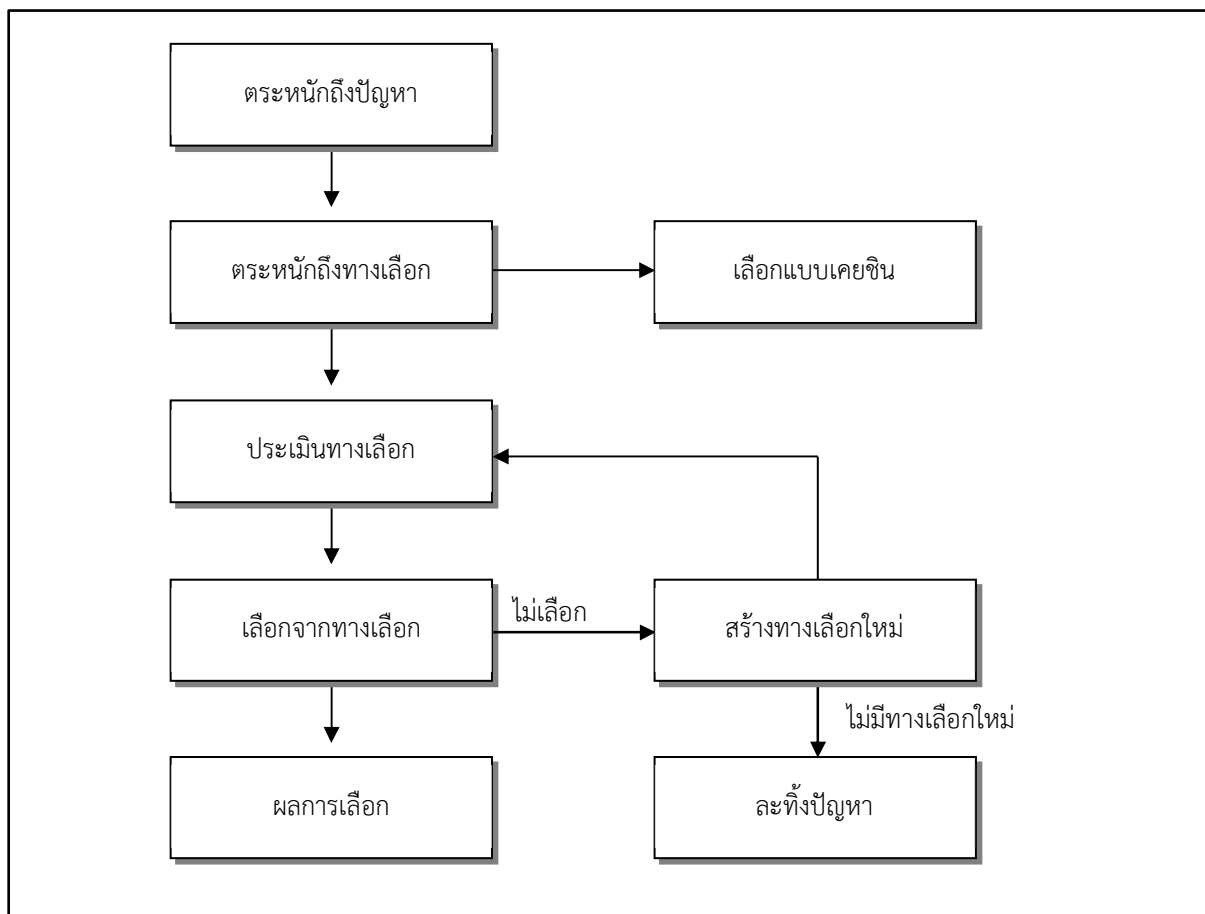 ตระหนักถึงปัญหา
ตระหนักถึงทางเลือก
เลือกแบบเคยชิน
ประเมินทางเลือก
เลือกจากทางเลือก
ไม่เลือก
สร้างทางเลือกใหม่
ไม่มีทางเลือกใหม่
ผลการเลือก
ละทิ้งปัญหา